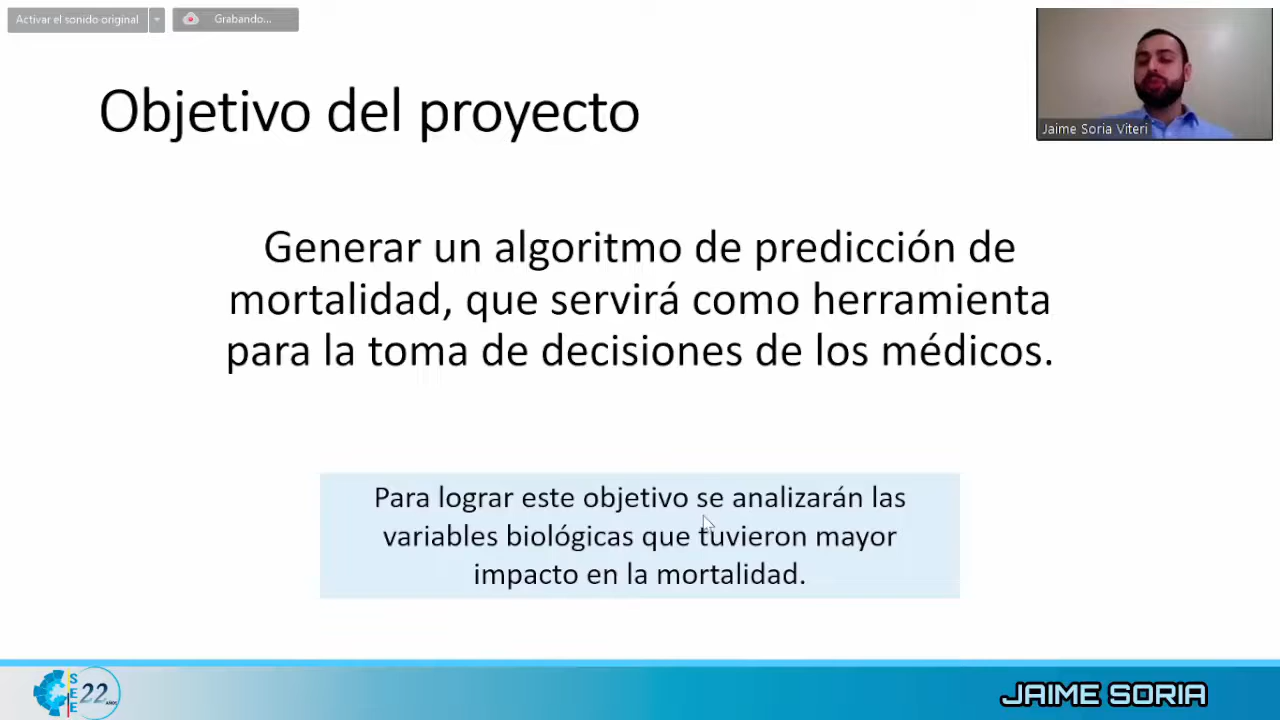 Activar el sonido original
Grabando...
Jaime Soria Viteri
Objetivo del proyecto
Generar un algoritmo de predicción de
mortalidad, que servirá como herramienta
para la toma de decisiones de los médicos.
Para lograr este objetivo se analizarán las
variables biológicas que tuvieron mayor
impacto en la mortalidad.
SEE
22
AÑOS
JAIME SORIA